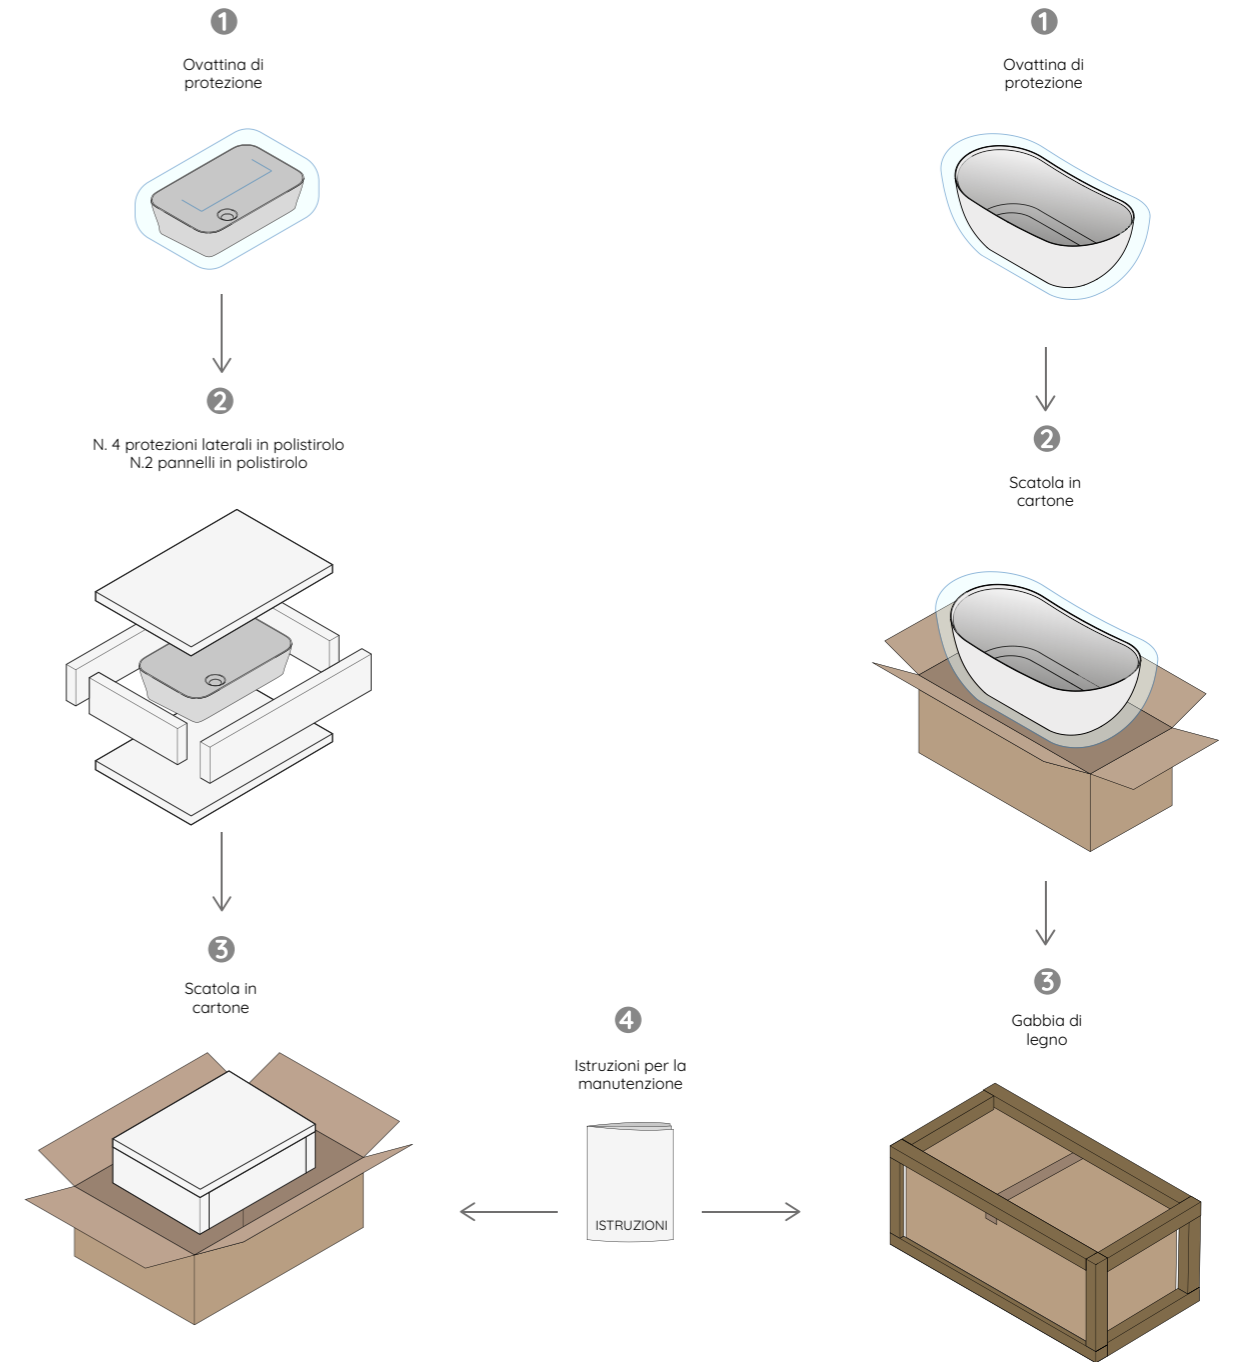 1
Ovattina di
protezione
2
N. 4 protezioni laterali in polistirolo
N.2 pannelli in polistirolo
3
Scatola in
cartone
4
Istruzioni per la
manutenzione
ISTRUZIONI
1
Ovattina di
protezione
2
Scatola in
cartone
3
Gabbia di
legno